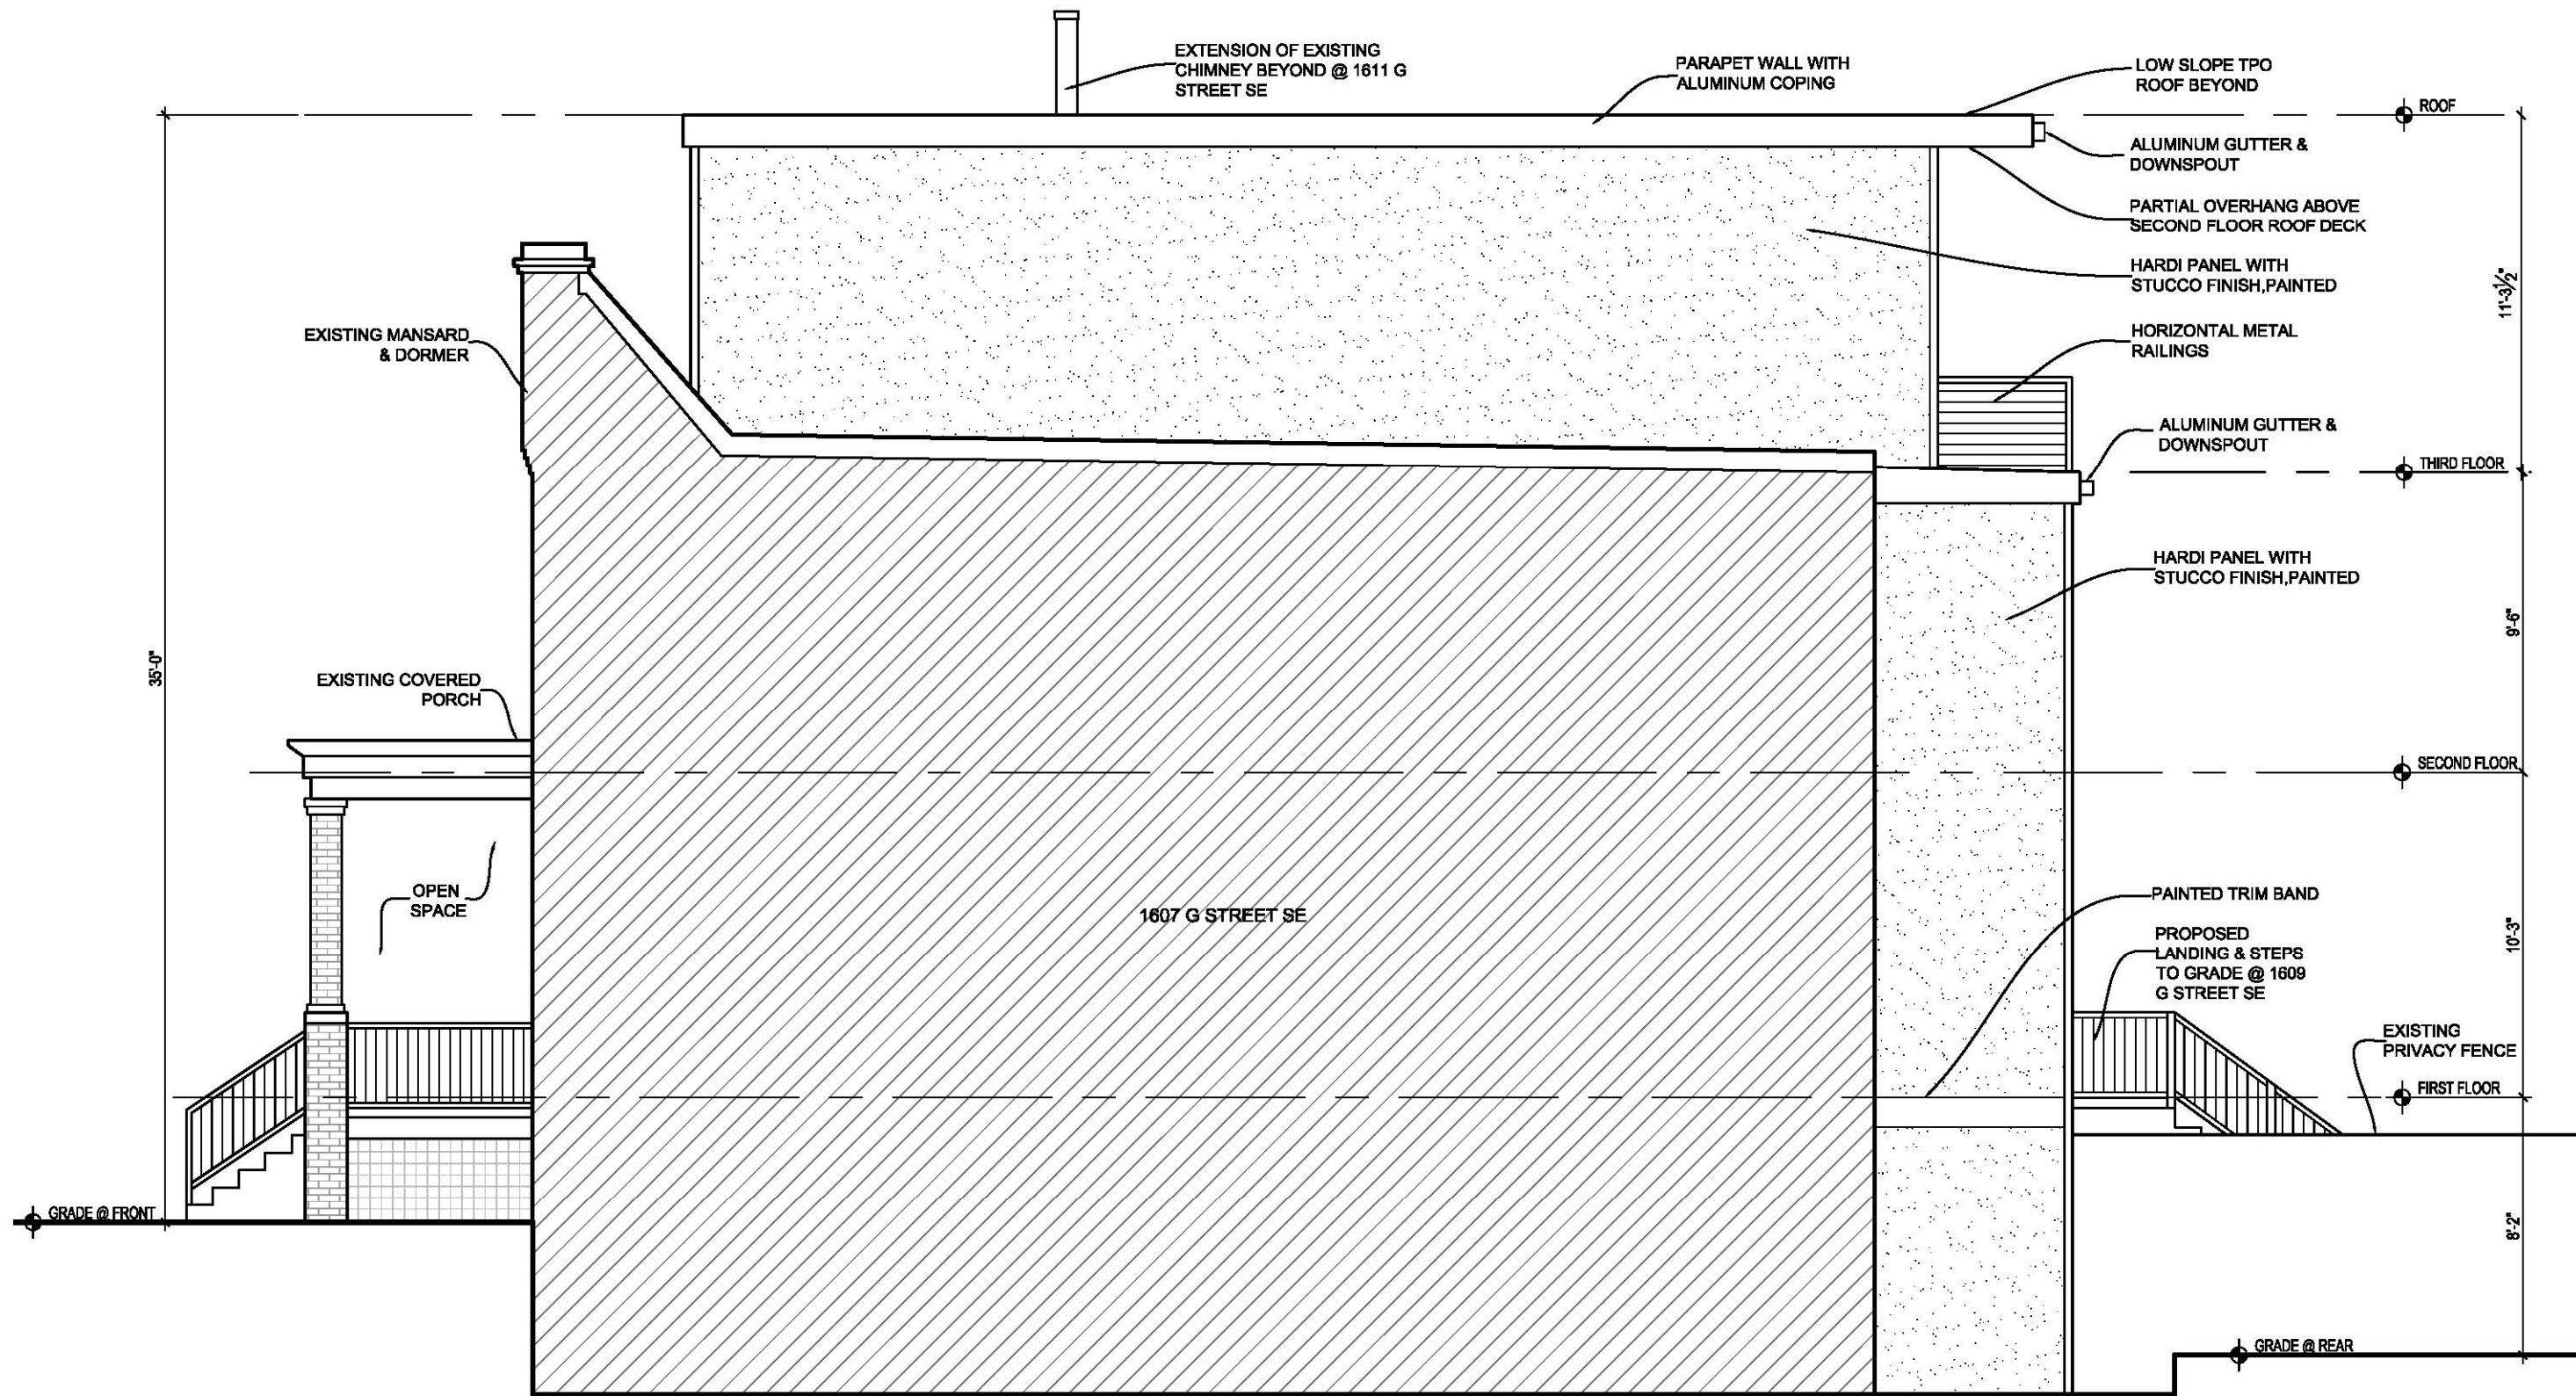 EXTENSION OF EXISTING
CHIMNEY BEYOND @ 1611 G
STREET SE
PARAPET WALL WITH
ALUMINUM COPING
LOW SLOPE TPO
ROOF BEYOND
ROOF
ALUMINUM GUTTER &
DOWNSPOUT
PARTIAL OVERHANG ABOVE
SECOND FLOOR ROOF DECK
HARDI PANEL WITH
STUCCO FINISH,PAINTED
11'-3½"
EXISTING MANSARD
& DORMER
HORIZONTAL METAL
RAILINGS
ALUMINUM GUTTER &
DOWNSPOUT
THIRD FLOOR
HARDI PANEL WITH
STUCCO FINISH,PAINTED
9'-6"
35'-0"
EXISTING COVERED
PORCH
SECOND FLOOR
OPEN
SPACE
1607 G STREET SE
PAINTED TRIM BAND
10'-3"
PROPOSED
LANDING & STEPS
TO GRADE @ 1609
G STREET SE
EXISTING
PRIVACY FENCE
FIRST FLOOR
GRADE @ FRONT
8'-2"
GRADE @ REAR